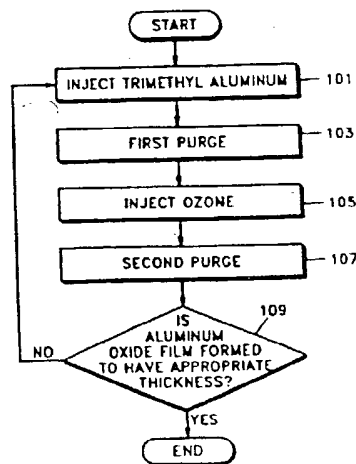 START
INJECT TRIMETHYL ALUMINUM
101
FIRST PURGE
103
INJECT OZONE
105
SECOND PURGE
107
109
IS
ALUMINUM
OXIDE FILM FORMED
TO HAVE APPROPRIATE
THICKNESS?
NO
YES
END